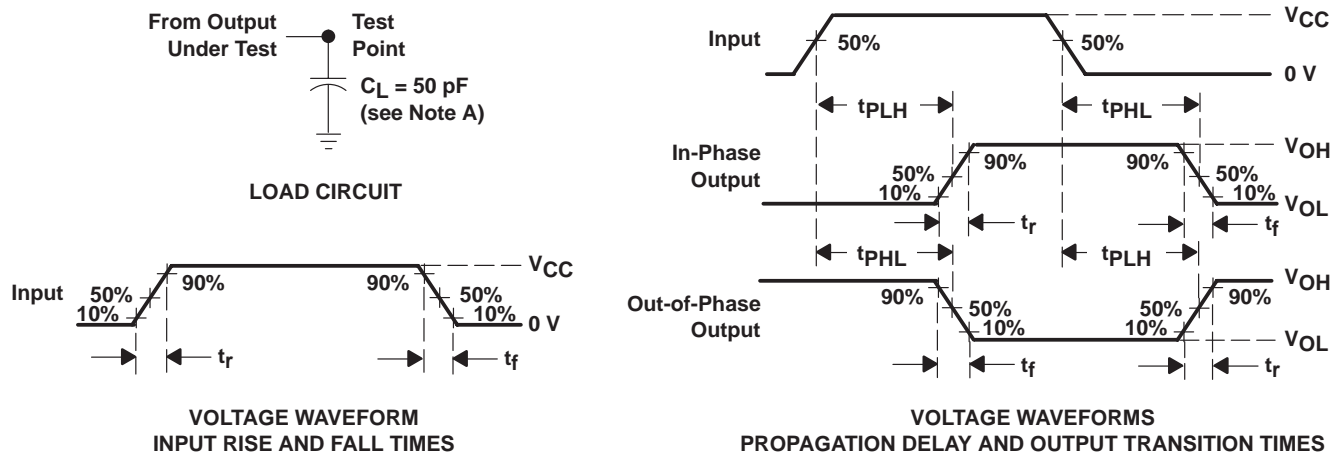 From Output
Under Test
Test
Point
CL = 50 pF
(see Note A)
LOAD CIRCUIT
Input
50%
10%
90%
90%
50%
10%
VCC
0 V
tr
tf
VOLTAGE WAVEFORM
INPUT RISE AND FALL TIMES
Input
50%
50%
VCC
0 V
tPLH
tPHL
In-Phase
Output
50%
10%
90%
90%
50%
10%
VOH
VOL
tr
tf
tPHL
tPLH
Out-of-Phase
Output
90%
50%
10%
50%
10%
90%
VOH
VOL
tf
tr
VOLTAGE WAVEFORMS
PROPAGATION DELAY AND OUTPUT TRANSITION TIMES